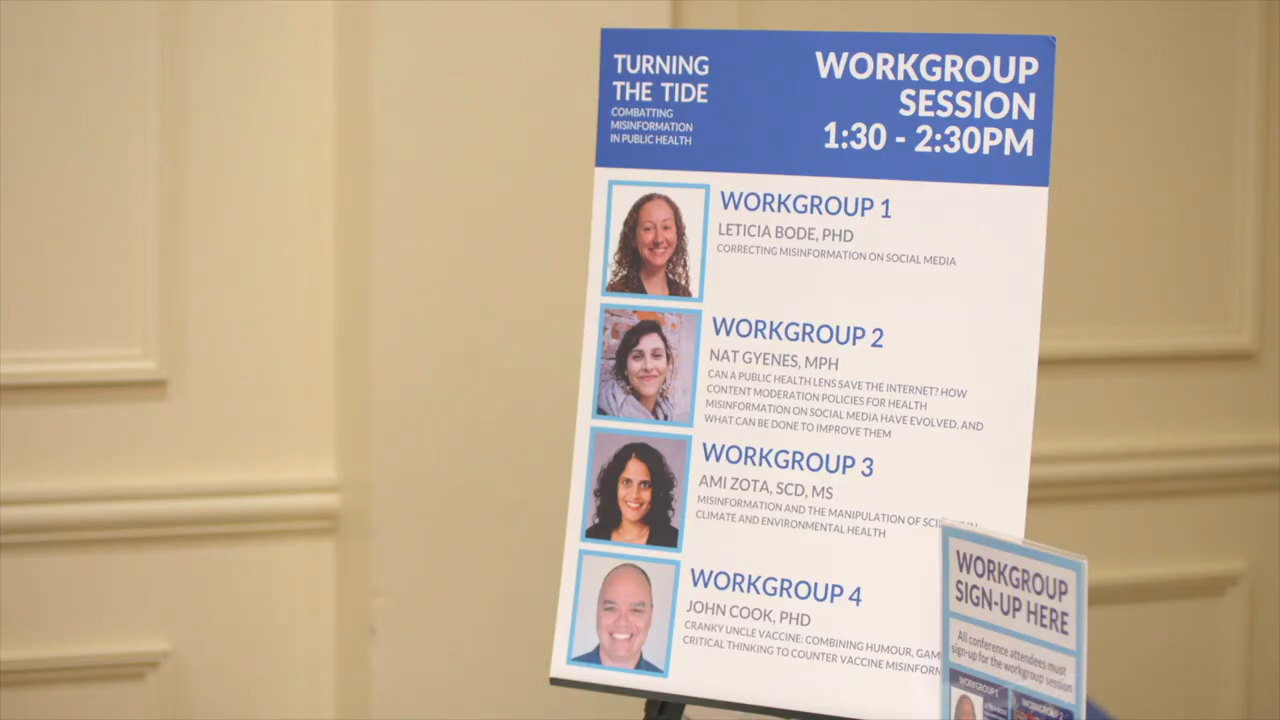 TURNING
THE TIDE
COMBATTING
MISINFORMATION
IN PUBLIC HEALTH
WORKGROUP
SESSION
1:30 - 2:30PM
WORKGROUP 1
LETICIA BODE, PHD
CORRECTING MISINFORMATION ON SOCIAL MEDIA
WORKGROUP 2
NAT GYENES, MPH
CAN A PUBLIC HEALTH LENS SAVE THE INTERNET? HOW
CONTENT MODERATION POLICIES FOR HEALTH
MISINFORMATION ON SOCIAL MEDIA HAVE EVOLVED, AND
WHAT CAN BE DONE TO IMPROVE THEM
WORKGROUP 3
AMI ZOTA, SCD, MS
MISINFORMATION AND THE MANIPULATION OF
CLIMATE AND ENVIRONMENTAL HEALTH
WORKGROUP 4
JOHN COOK, PHD
CRANKY UNCLE VACCINE: COMBINING HUMOUR,
CRITICAL THINKING TO COUNTER VACCINE
WORKGROUP
SIGN-UP HERE
All conference attendees must
sign-up for the workgroup session
WORKGROUP 1
WORKGROUP 2